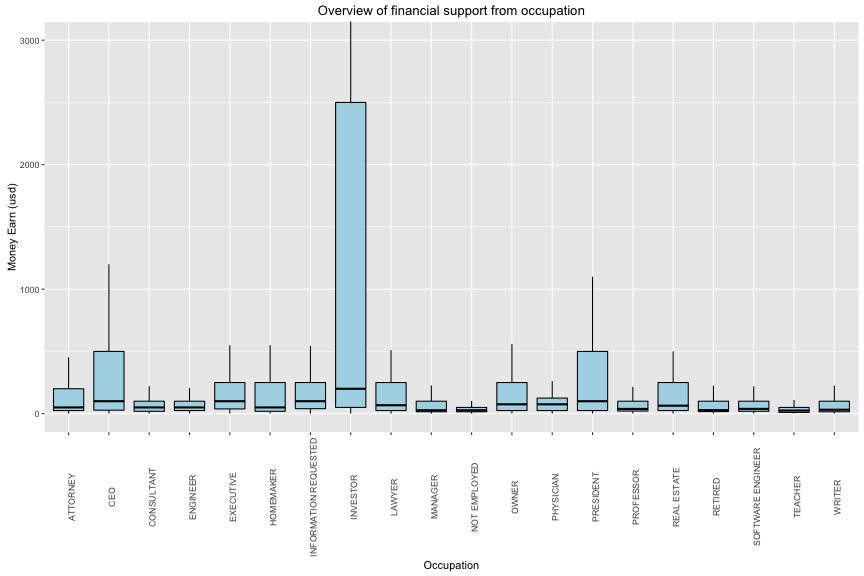 Overview of financial support from occupation
Money Earn (usd)
3000
2000
1000
0
ATTORNEY
CEO
CONSULTANT
ENGINEER
EXECUTIVE
HOMEMAKER
INFORMATION REQUESTED
INVESTOR
LAWYER
MANAGER
NOT EMPLOYED
OWNER
PHYSICIAN
PRESIDENT
PROFESSOR
REAL ESTATE
RETIRED
SOFTWARE ENGINEER
TEACHER
WRITER
Occupation